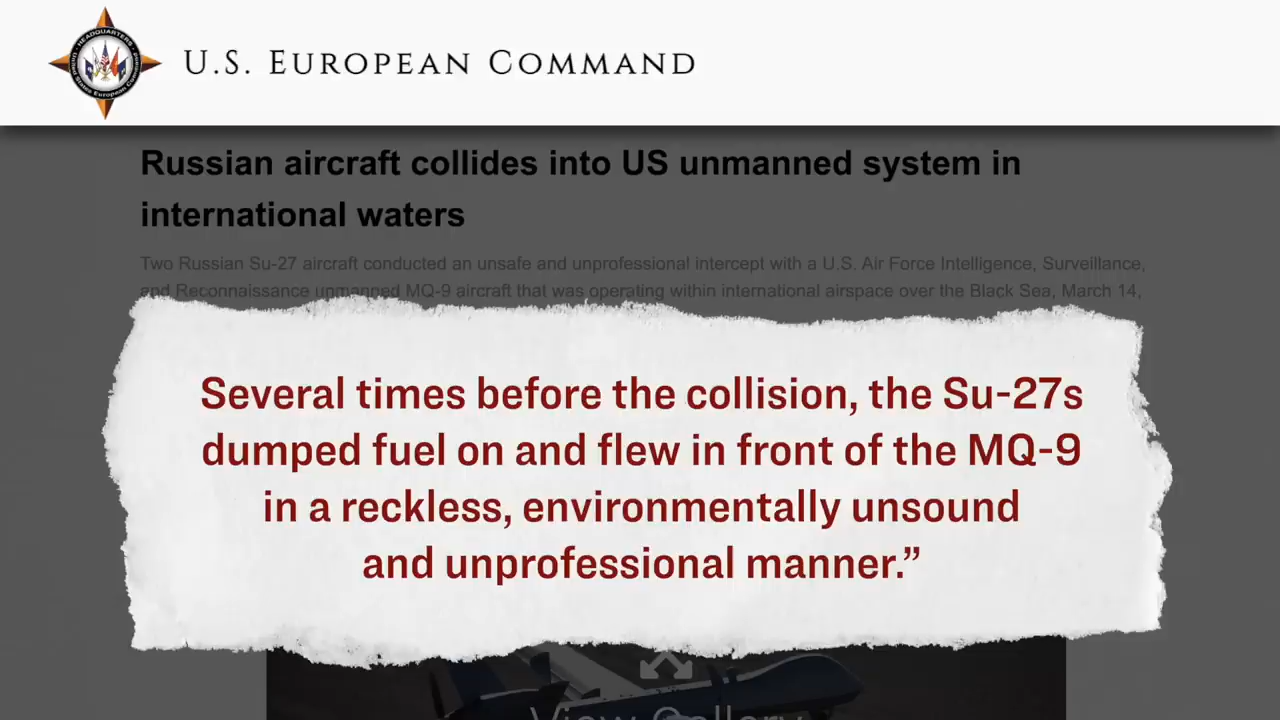 U.S. EUROPEAN COMMAND
Russian aircraft collides into US unmanned system in
international waters
Two Russian Su-27 aircraft conducted an unsafe and unprofessional intercept with a U.S. Air Force Intelligence, Surveillance,
and Reconnaissance unmanned MQ-9 aircraft that was operating within international airspace over the Black Sea, March 14,
Several times before the collision, the Su-27s
dumped fuel on and flew in front of the MQ-9
in a reckless, environmentally unsound
and unprofessional manner.”
View Gallery